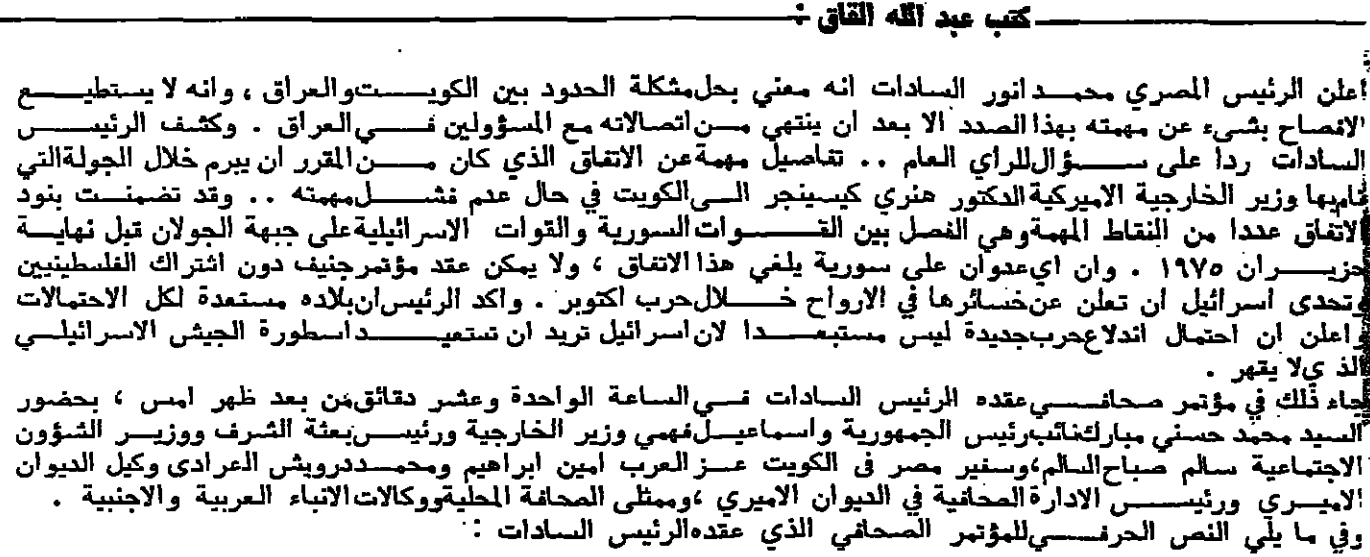 كتب عبد الله القاق :
أعلن الرئيس المصري محمد انور السادات انه معني بحل مشكلة الحدود بين الكويت والعراق ، وانه لا يستطيع
الافصاح بشيء عن مهمته بهذا الصدد الا بعد ان ينتهي من اتصالاته مع المسؤولين في العراق . وكشف الرئيس
السادات ردا على سؤال للراي العام .. تفاصيل مهمة عن الاتفاق الذي كان من المقرر ان يبرم خلال الجولة التي
قام بها وزير الخارجية الاميركية الدكتور هنري كيسينجر الى الكويت في حال عدم فشل مهمته .. وقد تضمنت بنود
الاتفاق عددا من النقاط المهمة وهي الفصل بين القوات السورية والقوات الاسرائيلية على جبهة الجولان قبل نهاية
حزيران ١٩٧٥ . وان اي عدوان على سورية يلغي هذا الاتفاق ، ولا يمكن عقد مؤتمر جنيف دون اشتراك الفلسطينيين
وتحدى اسرائيل ان تعلن عن خسائرها في الارواح خلال حرب اكتوبر . واكد الرئيس ان بلاده مستعدة لكل الاحتمالات
واعلن ان احتمال اندلاع حرب جديدة ليس مستبعدا لان اسرائيل تريد ان تستعيد اسطورة الجيش الاسرائيلي
الذي لا يقهر .
جاء ذلك في مؤتمر صحافي عقده الرئيس السادات في الساعة الواحدة وعشر دقائق من بعد ظهر امس ، بحضور
السيد محمد حسني مبارك نائب رئيس الجمهورية واسماعيل فهمي وزير الخارجية ورئيس بعثة الشرف ووزير الشؤون
الاجتماعية سالم صباح السالم ، وسفير مصر في الكويت عز العرب امين ابراهيم ومحمد درويش العرادي وكيل الديوان
الاميري ورئيس الادارة الصحافية في الديوان الاميري ، وممثلى الصحافة المحلية ووكالات الانباء العربية والاجنبية .
وفي ما يلي النص الحرفي للمؤتمر الصحافي الذي عقده الرئيس السادات :